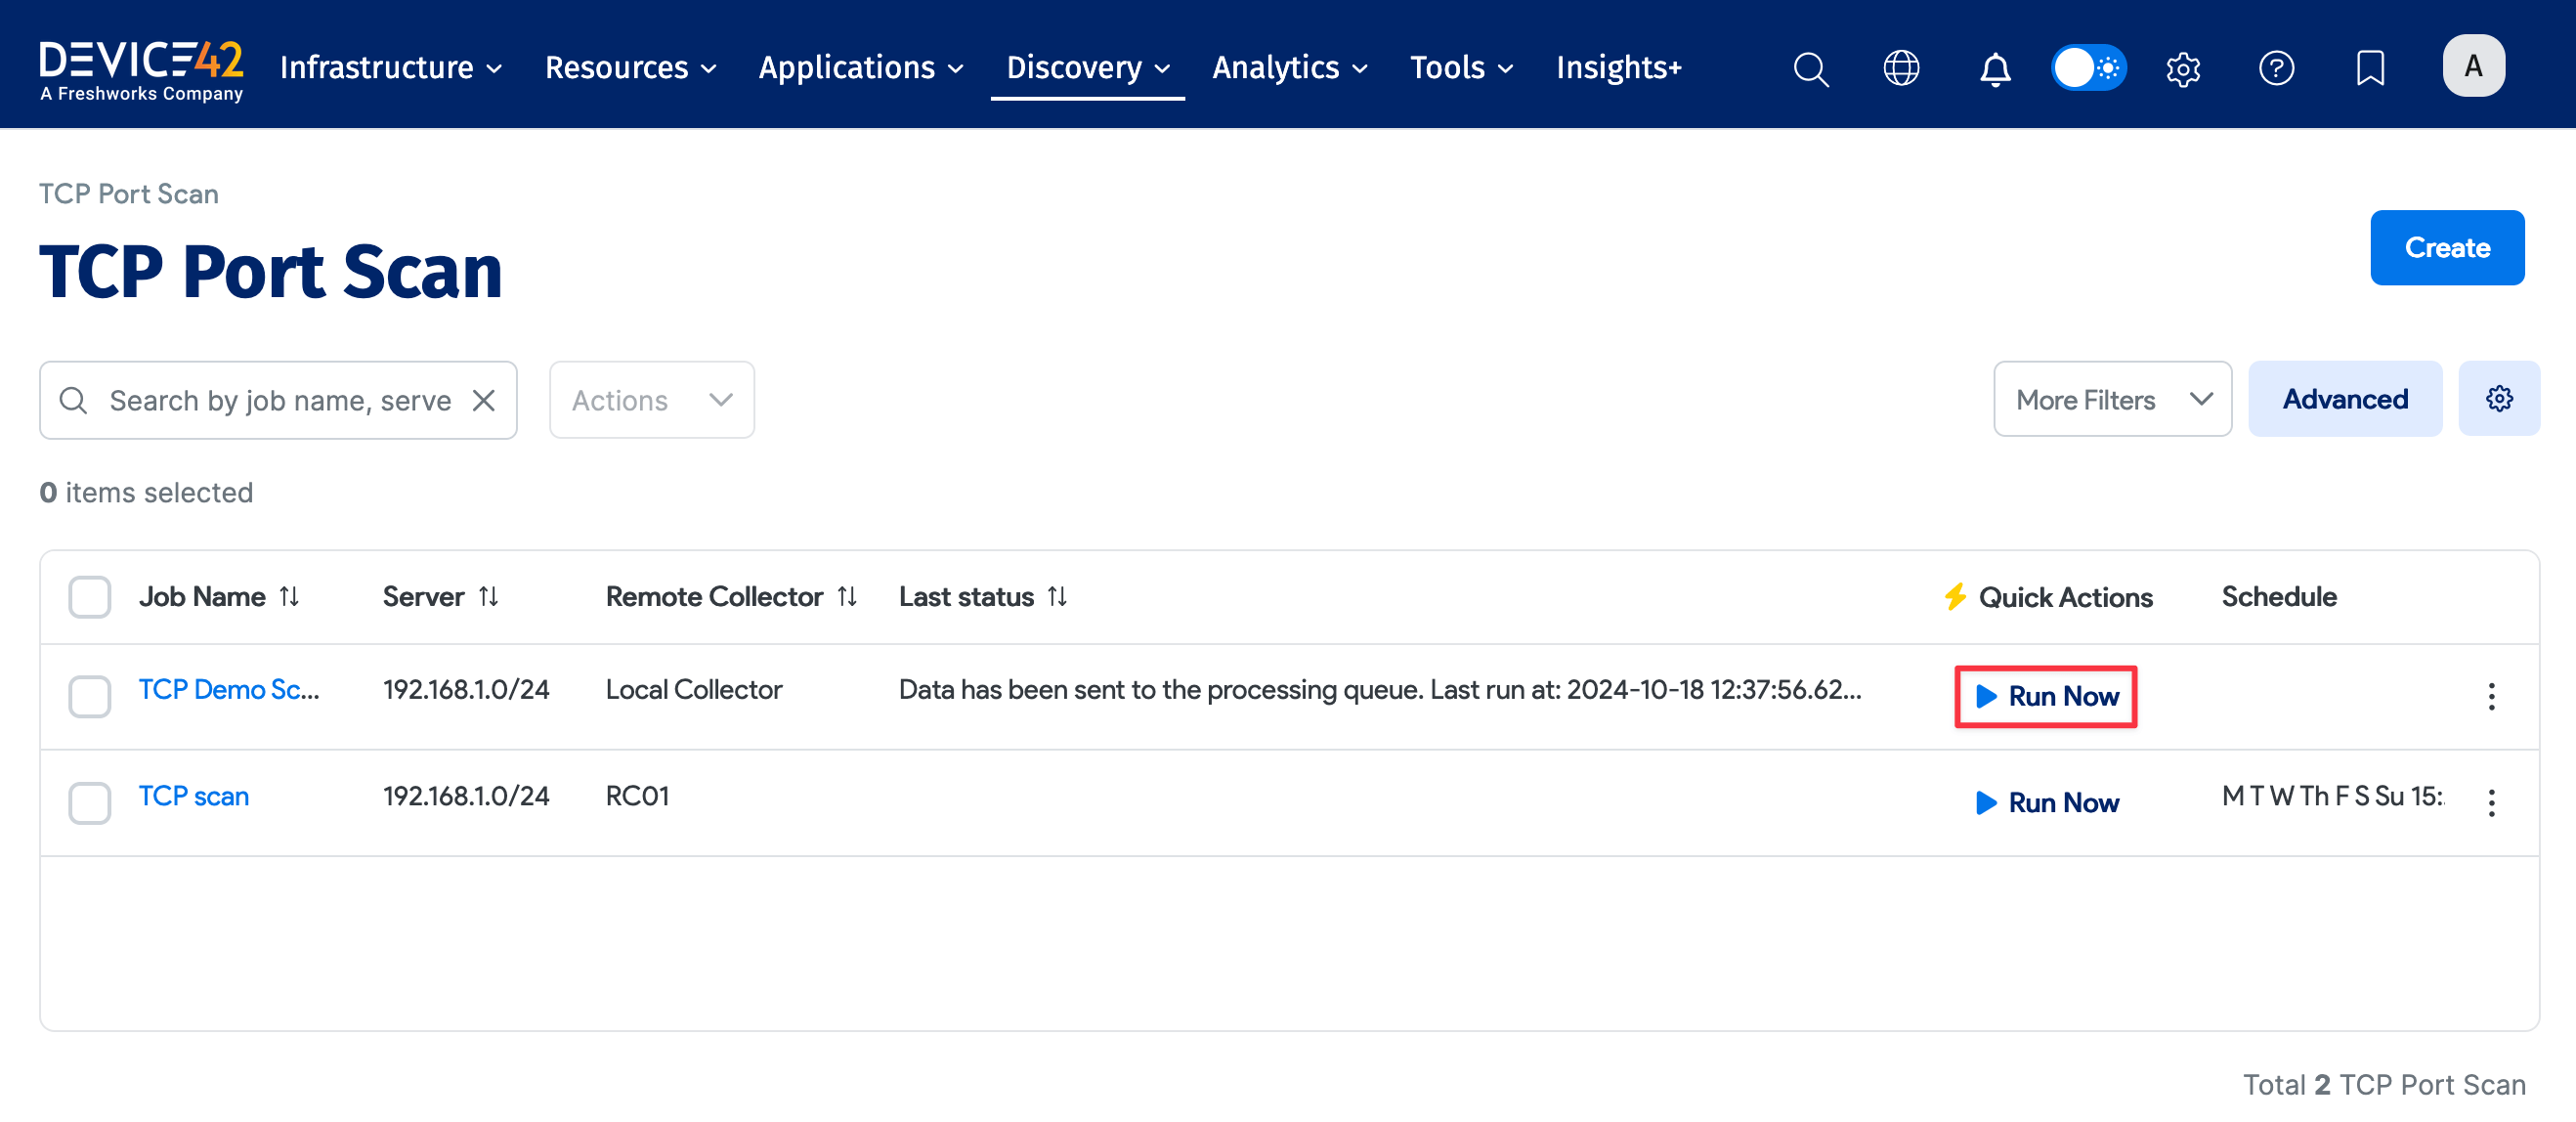 DEVICE42
A Freshworks Company
Infrastructure Resources Applications Discovery Analytics Tools Insights+ A
TCP Port Scan
TCP Port Scan
Create
Search by job name, serve Actions More Filters Advanced
0 items selected
Job Name Server Remote Collector Last status Quick Actions Schedule
TCP Demo Sc... 192.168.1.0/24 Local Collector Data has been sent to the processing queue. Last run at: 2024-10-18 12:37:56.62... Run Now
TCP scan 192.168.1.0/24 RC01 Run Now M T W Th F S Su 15:
Total 2 TCP Port Scan